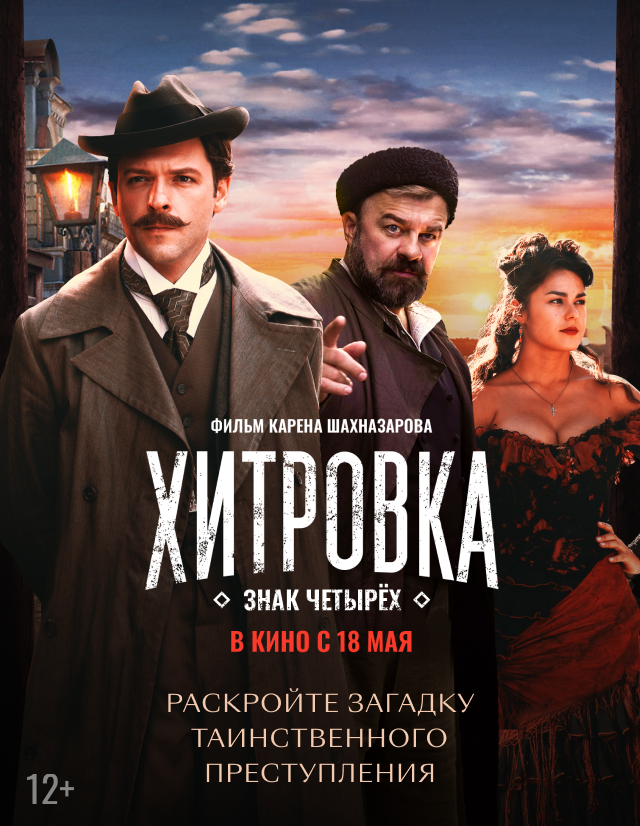 ФИЛЬМ КАРЕНА ШАХНАЗАРОВА
ХИТРОВКА
ЗНАК ЧЕТЫРЁХ
В КИНО С 18 МАЯ
РАСКРОЙТЕ ЗАГАДКУ
ТАИНСТВЕННОГО
ПРЕСТУПЛЕНИЯ
12+